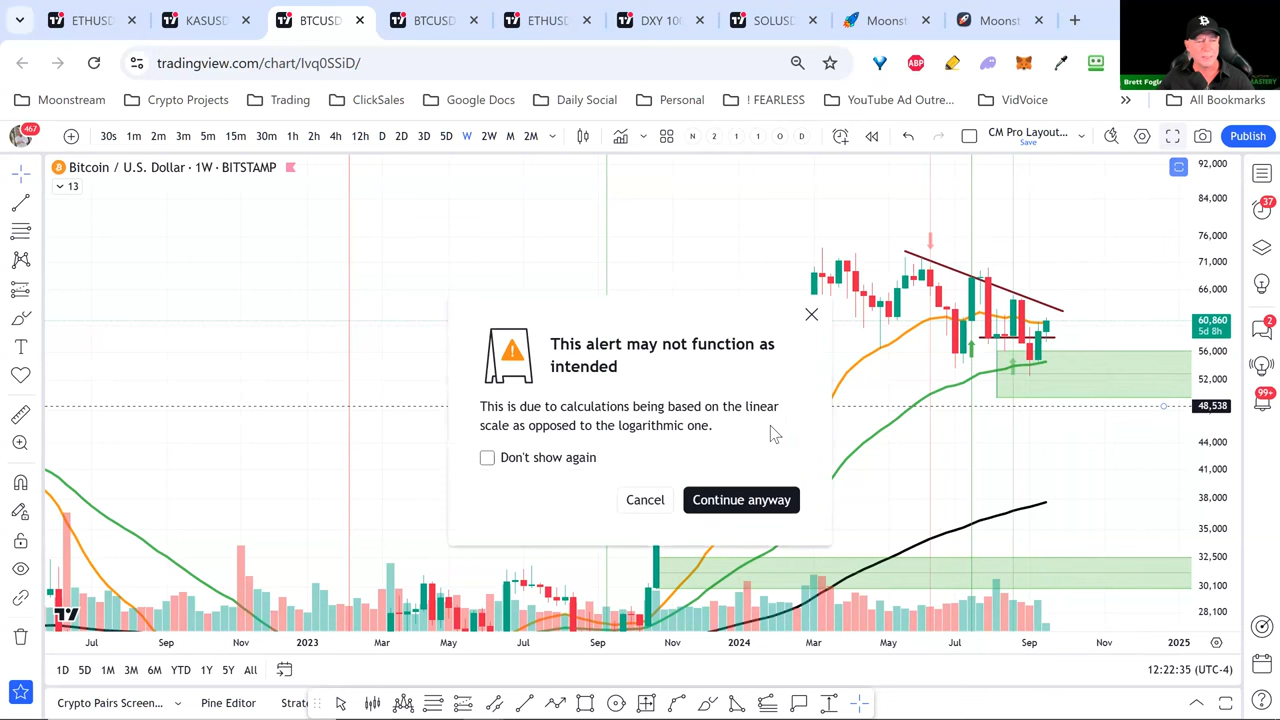 ETHUSD
KASUSD
BTCUSD
BTCUSD
ETHUSD
DXY 100
SOLUSD
Moonst
Moonst
tradingview.com/chart/Ivq0SSiD/
ABP
Brett Fogle
MASTERY
Moonstream
Crypto Projects
Trading
ClickSales
Google Docs
Daily Social
Personal
! FEARLESS
YouTube Ad Outre...
VidVoice
All Bookmarks
467
30s 1m 2m 3m 5m 15m 30m 1h 2h 4h 12h D 2D 3D 5D W 2W M 2M
CM Pro Layout...
Save
Publish
Bitcoin / U.S. Dollar · 1W · BITSTAMP
13
92,000
84,000
76,000
71,000
66,000
60,860
5d 8h
56,000
52,000
48,538
44,000
41,000
38,000
35,000
32,500
30,100
28,100
37
2
99+
This alert may not function as
intended
This is due to calculations being based on the linear
scale as opposed to the logarithmic one.
Don't show again
Cancel
Continue anyway
Jul Sep Nov 2023 Mar May Jul Sep Nov 2024 Mar May Jul Sep Nov 2025
1D 5D 1M 3M 6M YTD 1Y 5Y All
12:22:35 (UTC-4)
Crypto Pairs Screen...
Pine Editor
Strate